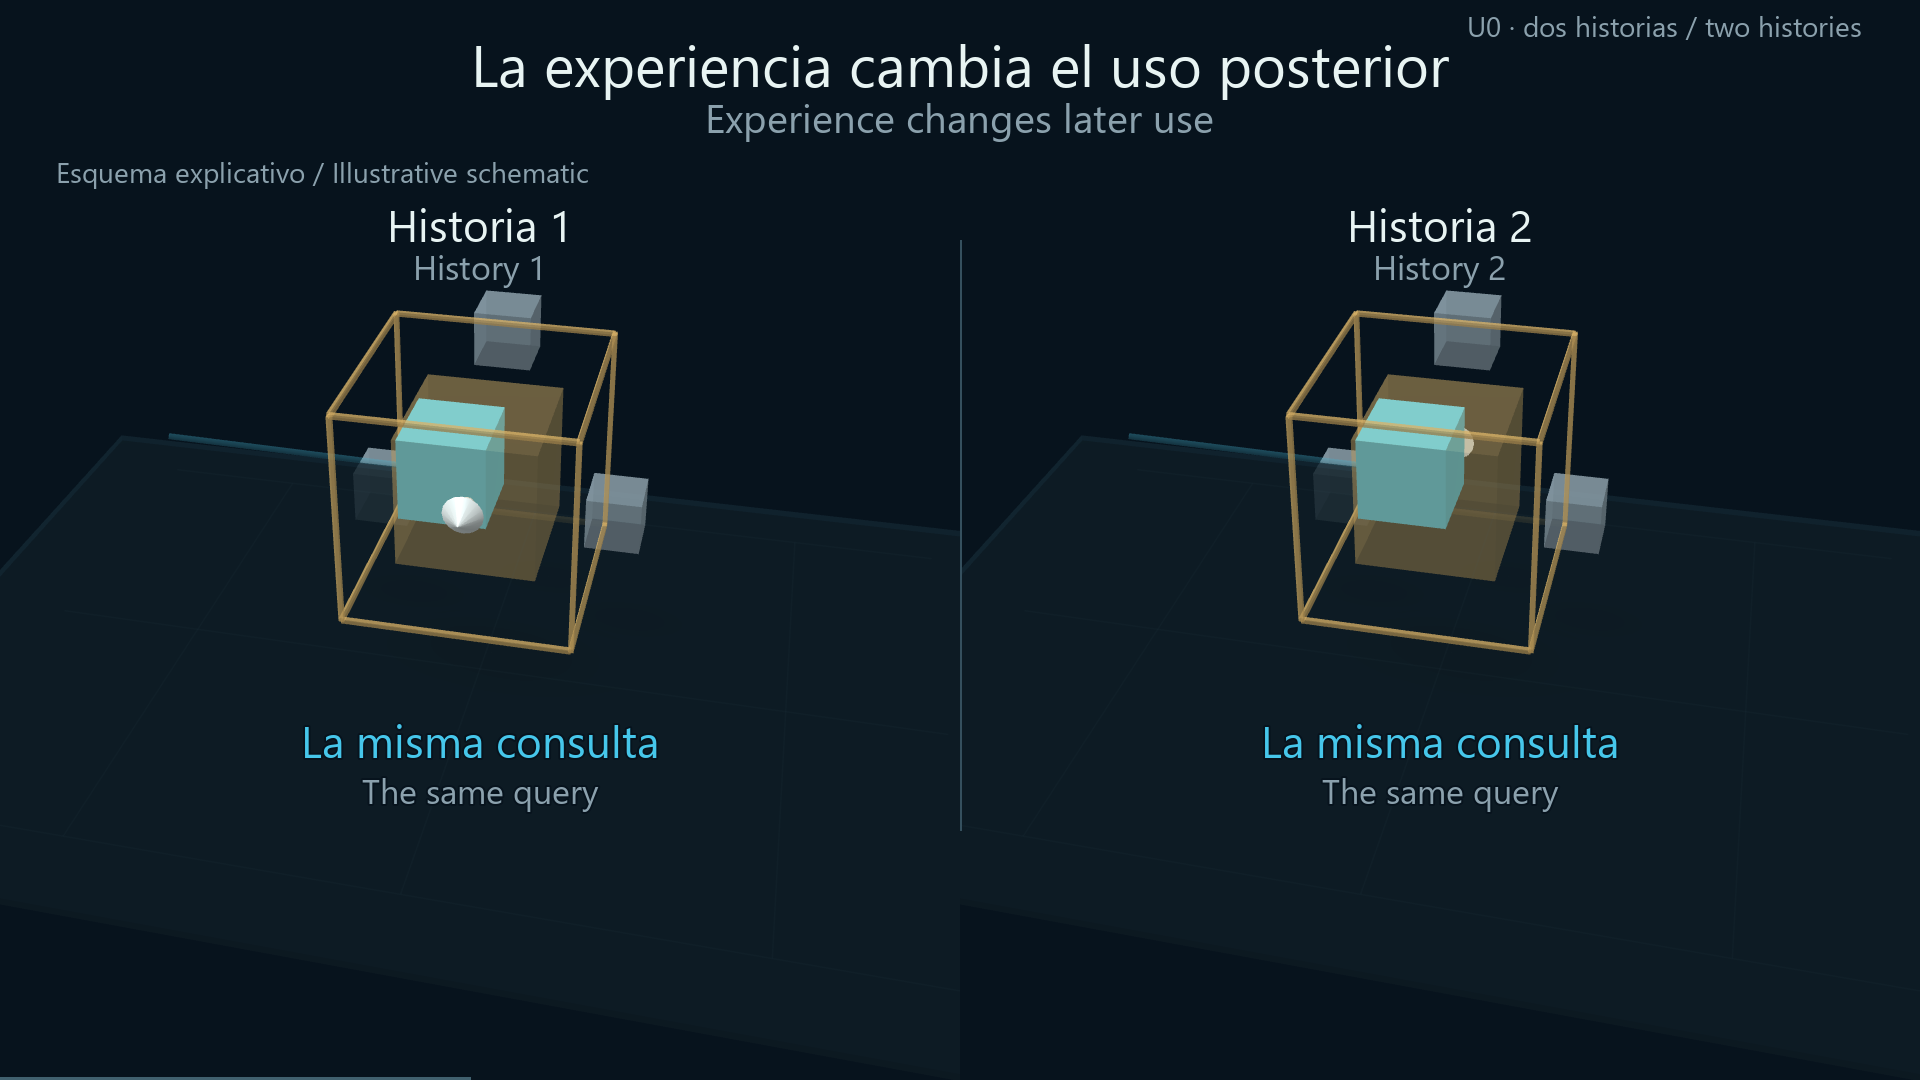 U0 · dos historias / two histories
La experiencia cambia el uso posterior
Experience changes later use
Esquema explicativo / Illustrative schematic
Historia 1
History 1
La misma consulta
The same query
Historia 2
History 2
La misma consulta
The same query